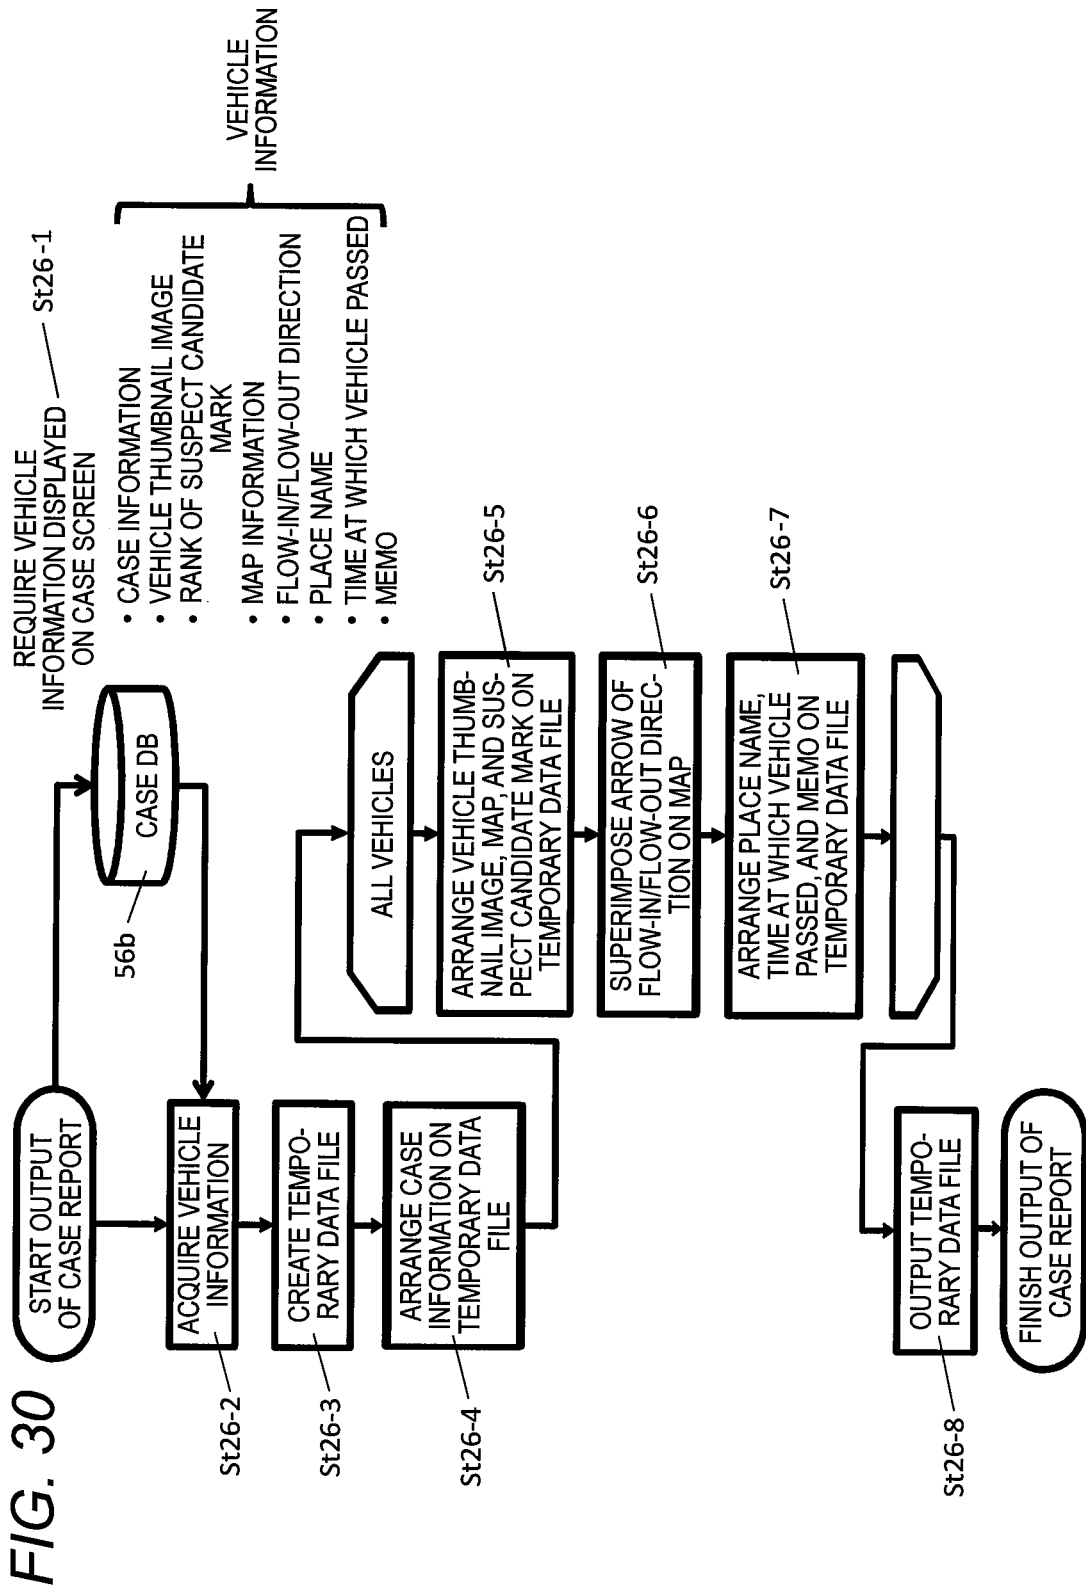 FIG. 30
START OUTPUT
OF CASE REPORT
REQUIRE VEHICLE
INFORMATION DISPLAYED
ON CASE SCREEN
St26-1
CASE DB
56b
• CASE INFORMATION
• VEHICLE THUMBNAIL IMAGE
• RANK OF SUSPECT CANDIDATE
MARK
• MAP INFORMATION
• FLOW-IN/FLOW-OUT DIRECTION
• PLACE NAME
• TIME AT WHICH VEHICLE PASSED
• MEMO
VEHICLE
INFORMATION
ACQUIRE VEHICLE
INFORMATION
St26-2
CREATE TEMPO-
RARY DATA FILE
St26-3
ARRANGE CASE
INFORMATION ON
TEMPORARY DATA
FILE
St26-4
ALL VEHICLES
ARRANGE VEHICLE THUMB-
NAIL IMAGE, MAP, AND SUS-
PECT CANDIDATE MARK ON
TEMPORARY DATA FILE
St26-5
SUPERIMPOSE ARROW OF
FLOW-IN/FLOW-OUT DIREC-
TION ON MAP
St26-6
ARRANGE PLACE NAME,
TIME AT WHICH VEHICLE
PASSED, AND MEMO ON
TEMPORARY DATA FILE
St26-7
OUTPUT TEMPO-
RARY DATA FILE
St26-8
FINISH OUTPUT OF
CASE REPORT